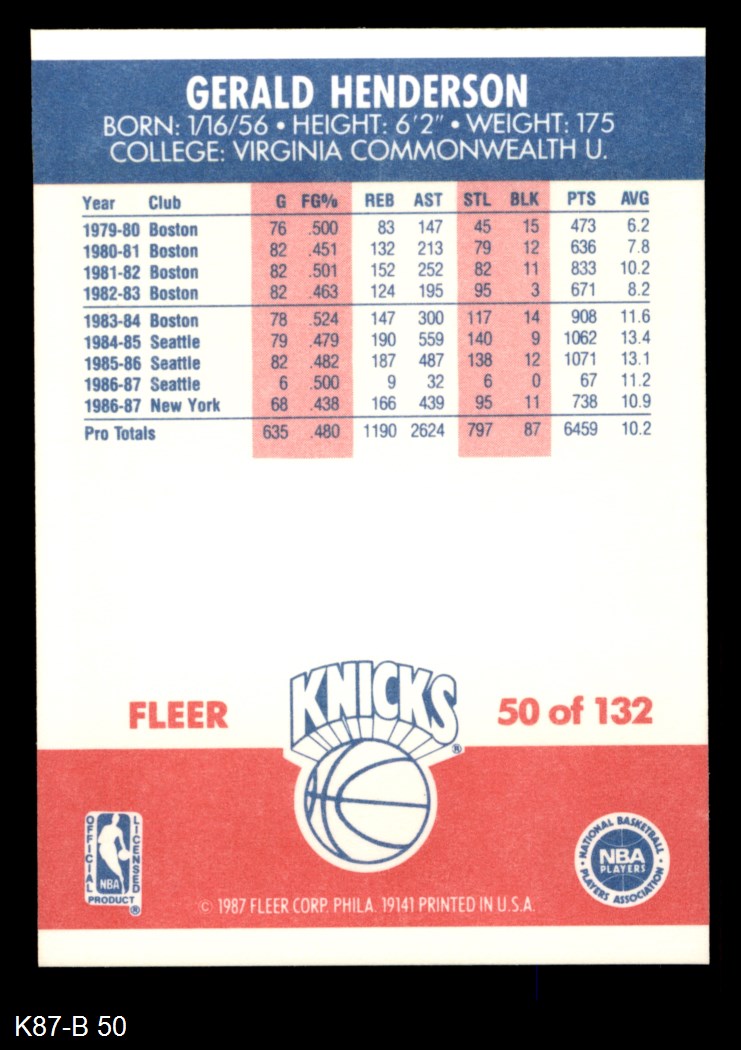 GERALD HENDERSON
BORN: 1/16/56 • HEIGHT: 6'2" • WEIGHT: 175
COLLEGE: VIRGINIA COMMONWEALTH U.
Year Club G FG% REB AST STL BLK PTS AVG
1979-80 Boston 76 .500 83 147 45 15 473 6.2
1980-81 Boston 82 .451 132 213 79 12 636 7.8
1981-82 Boston 82 .501 152 252 82 11 833 10.2
1982-83 Boston 82 .463 124 195 95 3 671 8.2
1983-84 Boston 78 .524 147 300 117 14 908 11.6
1984-85 Seattle 79 .479 190 559 140 9 1062 13.4
1985-86 Seattle 82 .482 187 487 138 12 1071 13.1
1986-87 Seattle 6 .500 9 32 6 0 67 11.2
1986-87 New York 68 .438 166 439 95 11 738 10.9
Pro Totals 635 .480 1190 2624 797 87 6459 10.2
KNICKS ®
FLEER
50 of 132
OFFICIAL LICENSED
NBA
PRODUCT ®
• NATIONAL BASKETBALL •
NBA
PLAYERS
PLAYERS ASSOCIATION
© 1987 FLEER CORP. PHILA. 19141 PRINTED IN U.S.A.
K87-B 50